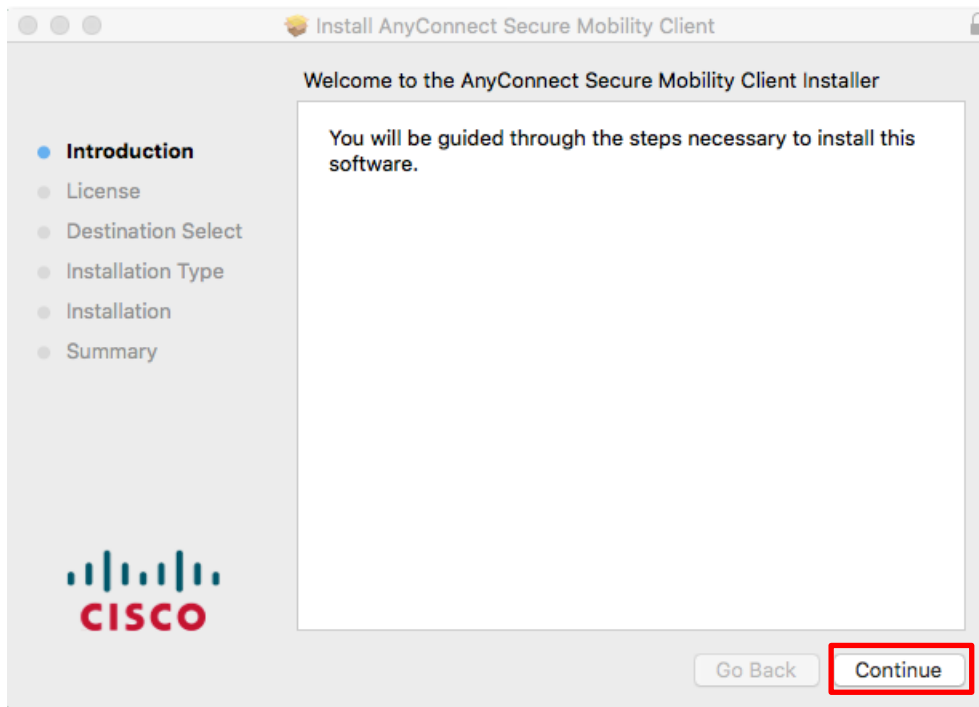 Install AnyConnect Secure Mobility Client
Welcome to the AnyConnect Secure Mobility Client Installer
Introduction
License
Destination Select
Installation Type
Installation
Summary
You will be guided through the steps necessary to install this
software.
CISCO
Go Back
Continue